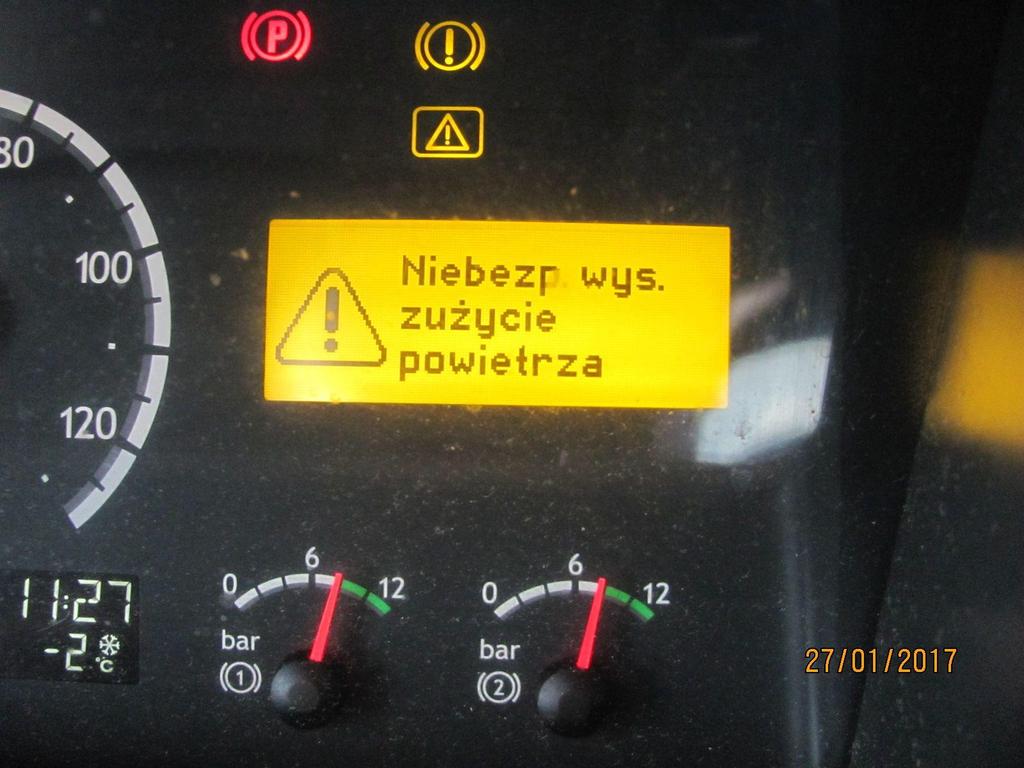 P
80
100
120
Niebezp. wys.
zużycie
powietrza
11:27
-2 °C
0 6 12
bar
1
0 6 12
bar
2
27/01/2017